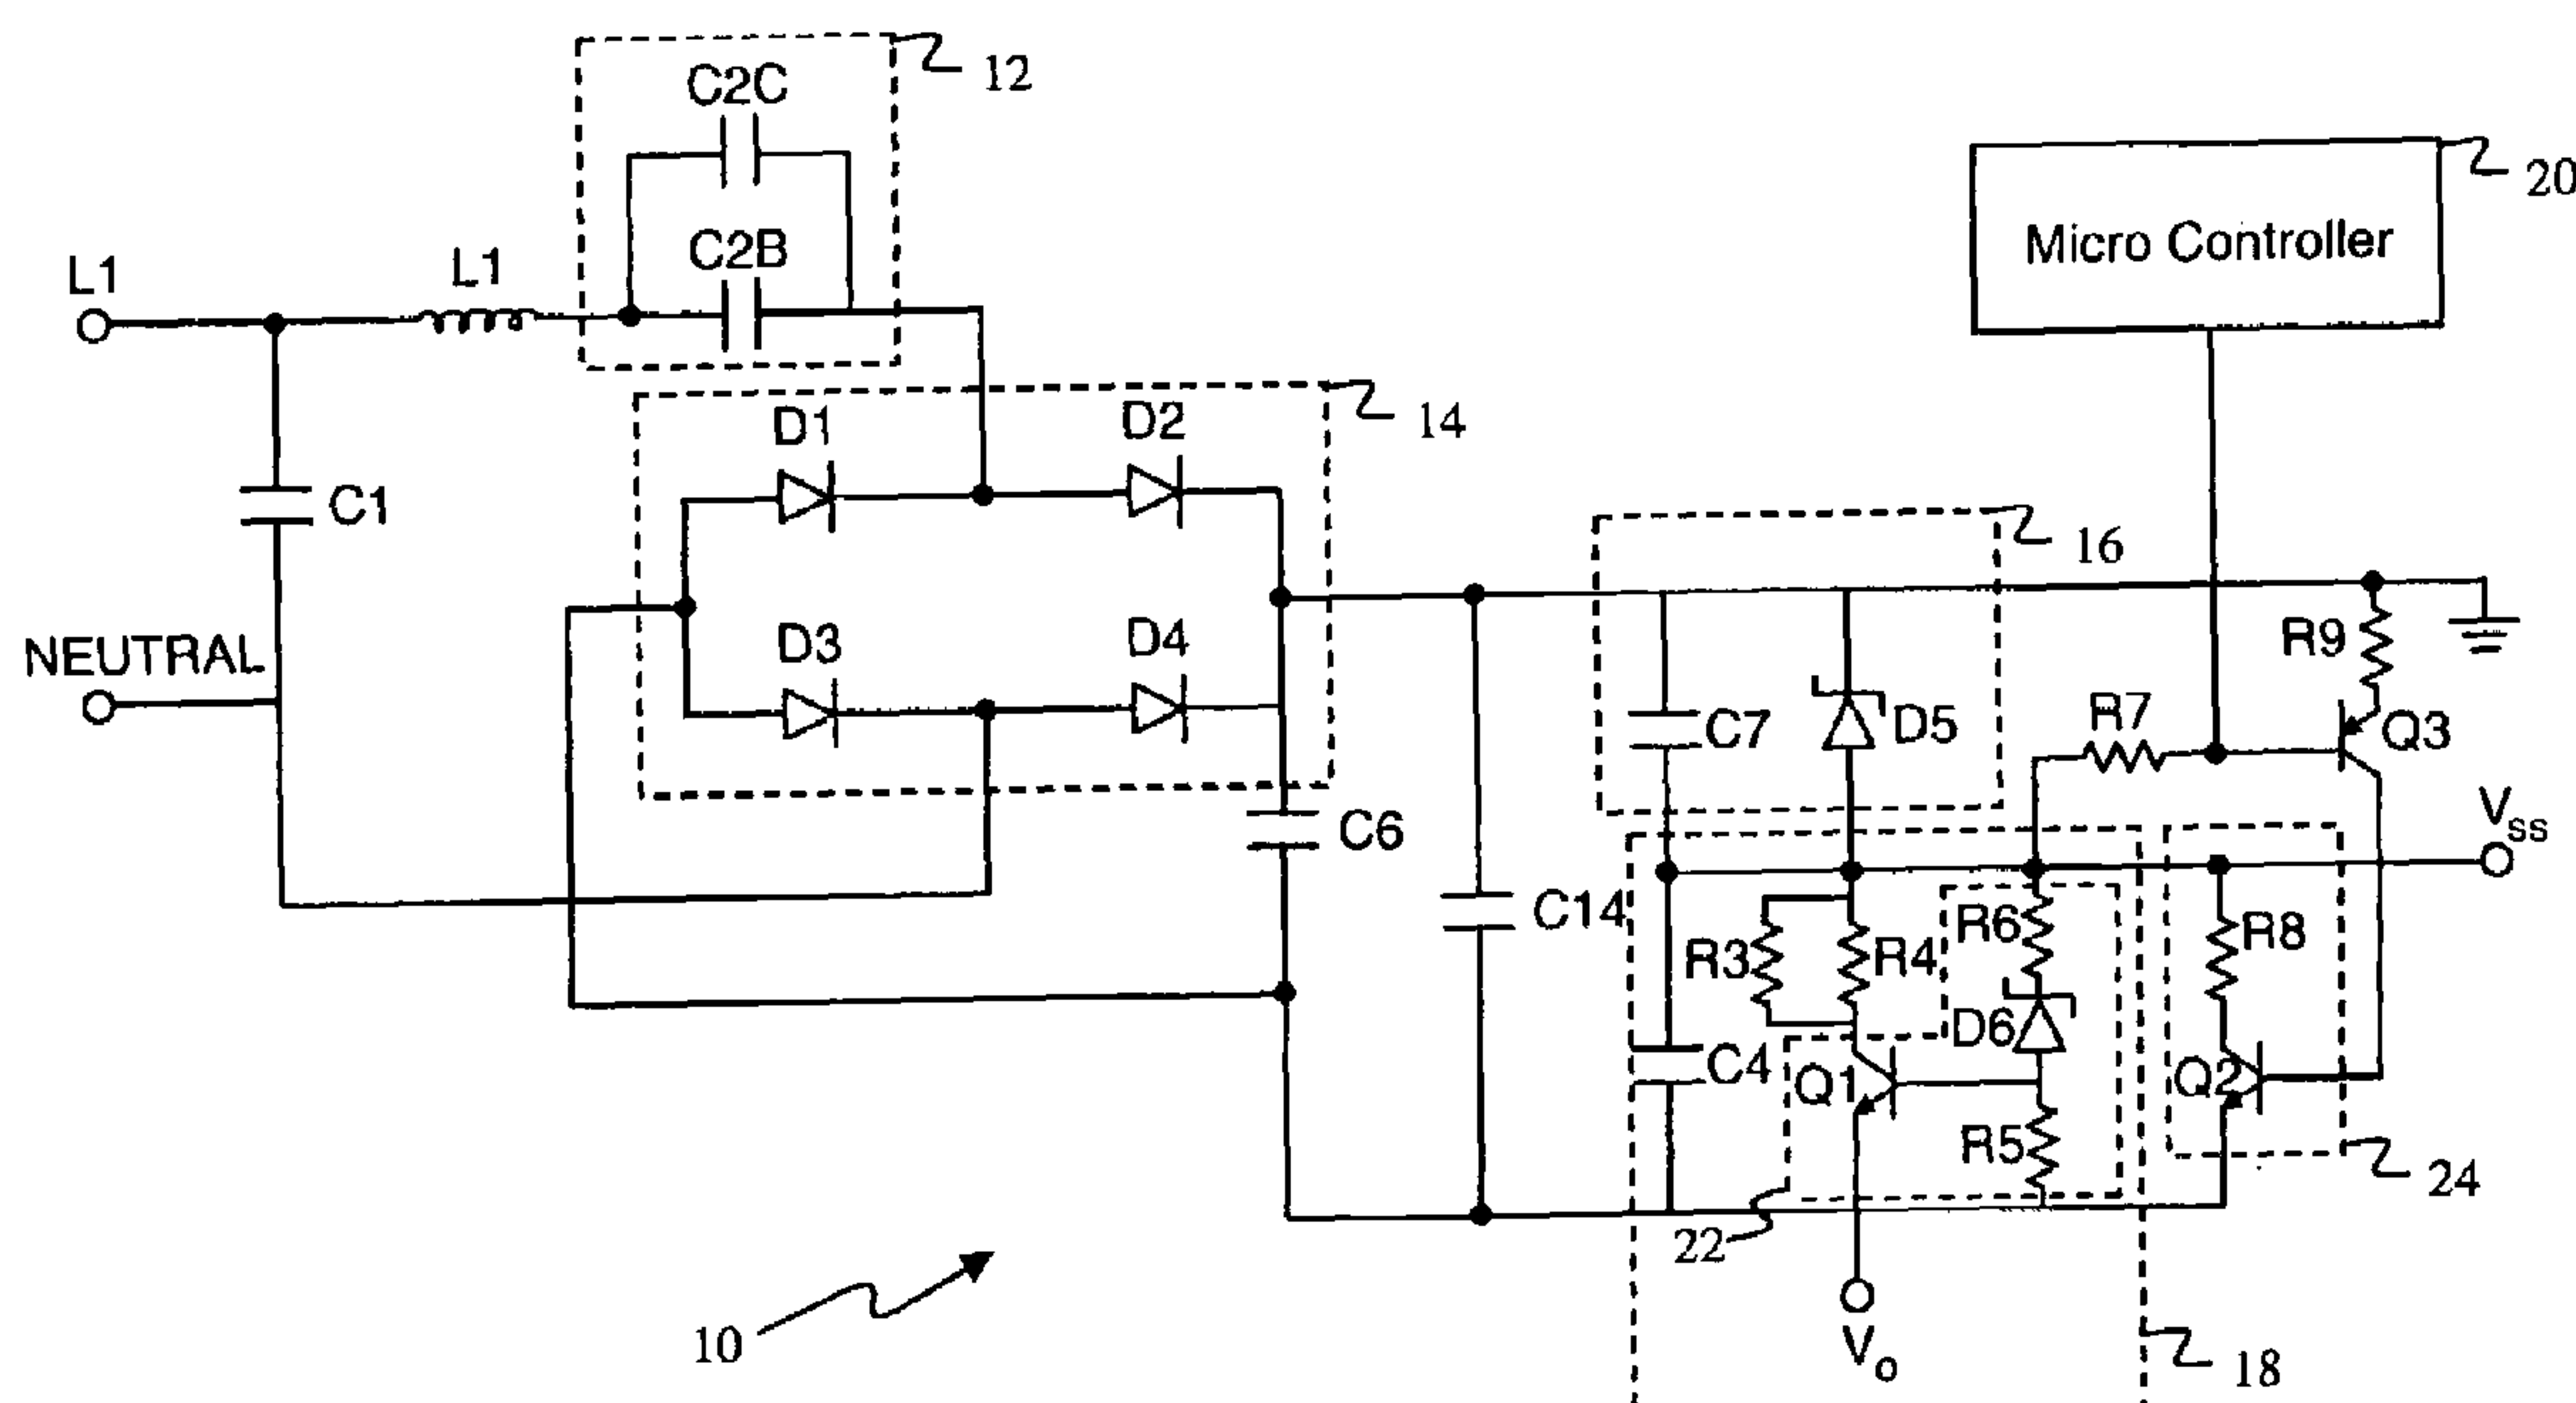 12
C2C
20
Micro Controller
C2B
L1
L1
14
D1
D2
C1
16
NEUTRAL
D3
D4
R9
C7
D5
R7
Q3
Vss
C6
C14
R3
R4
R6
R8
D6
C4
Q1
Q2
R5
24
22
10
Vo
18